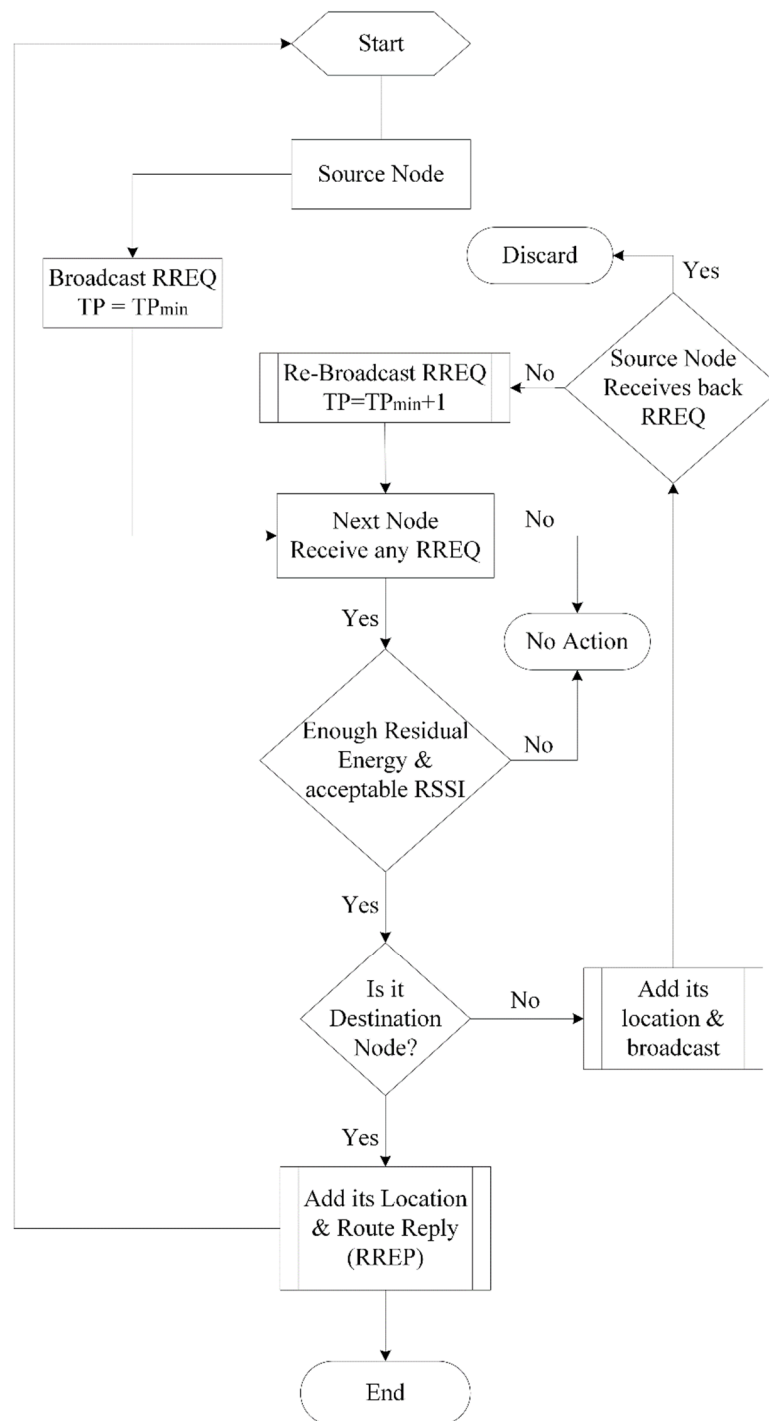 Start
Source Node
Broadcast RREQ
TP = TPmin
Discard
Yes
Source Node
Receives back
RREQ
No
Re-Broadcast RREQ
TP=TPmin+1
Next Node
Receive any RREQ
No
Yes
No Action
Enough Residual
Energy &
acceptable RSSI
No
Yes
Is it
Destination
Node?
No
Add its
location &
broadcast
Yes
Add its Location
& Route Reply
(RREP)
End